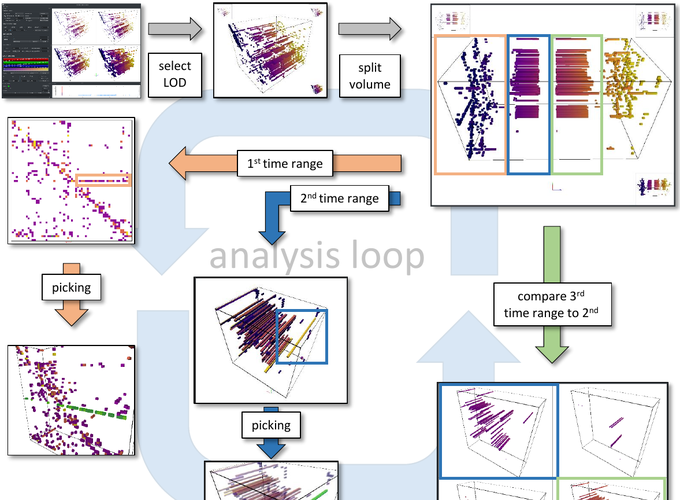 select
LOD
split
volume
1st time range
2nd time range
analysis loop
picking
compare 3rd
time range to 2nd
picking